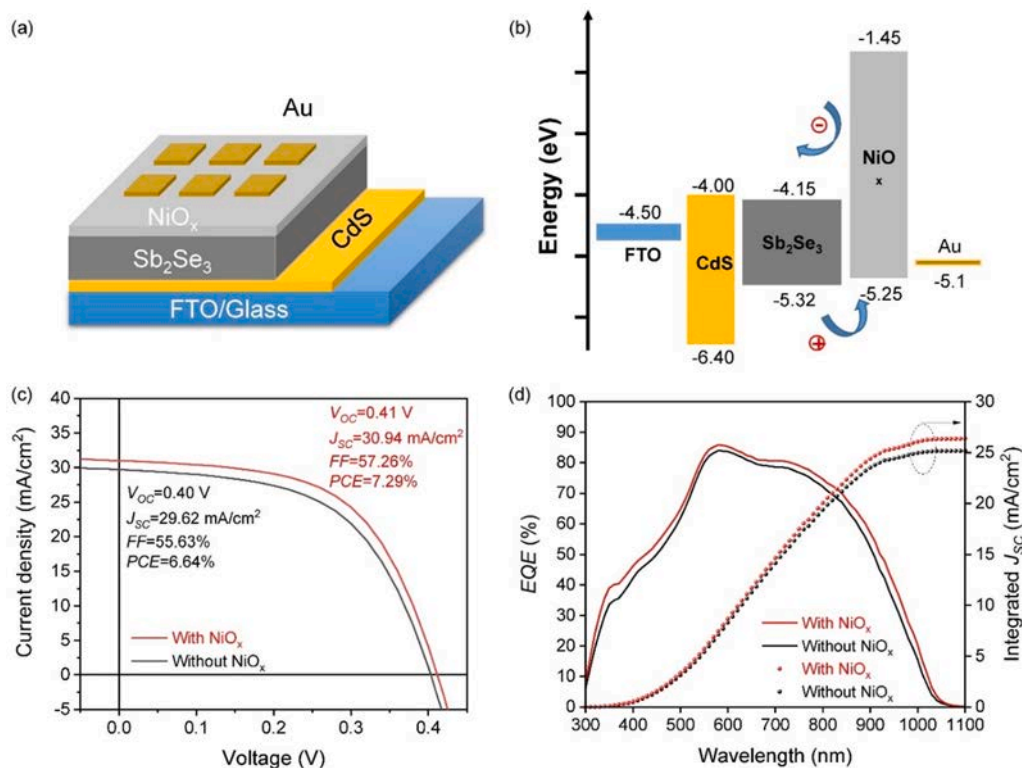 (a)
Au
NiOx
Sb2Se3
CdS
FTO/Glass
(b)
Energy (eV)
-1.45
-4.00
-4.15
-4.50
NiO
x
FTO
CdS
Sb2Se3
Au
-5.1
-5.32
-5.25
-6.40
(c)
Current density (mA/cm2)
40
35
30
25
20
15
10
5
0
-5
VOC=0.41 V
JSC=30.94 mA/cm2
FF=57.26%
PCE=7.29%
VOC=0.40 V
JSC=29.62 mA/cm2
FF=55.63%
PCE=6.64%
With NiOx
Without NiOx
0.0 0.1 0.2 0.3 0.4
Voltage (V)
(d)
EQE (%)
100
90
80
70
60
50
40
30
20
10
0
With NiOx
Without NiOx
With NiOx
Without NiOx
30
25
20
15
10
5
0
Integrated JSC (mA/cm2)
300 400 500 600 700 800 900 1000 1100
Wavelength (nm)